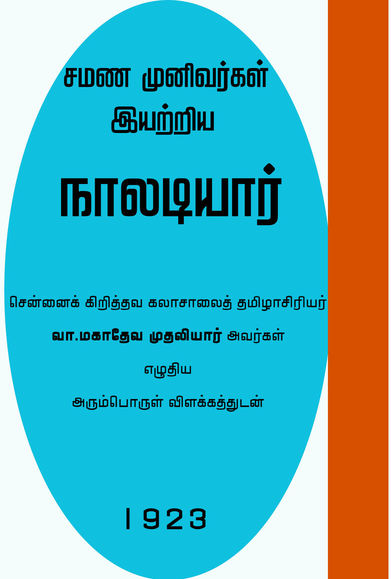 சமண முனிவர்கள்
இயற்றிய
நாலடியார்
சென்னைக் கிறித்தவ கலாசாலைத் தமிழாசிரியர்
வா.மகாதேவ முதலியார் அவர்கள்
எழுதிய
அரும்பொருள் விளக்கத்துடன்
1923